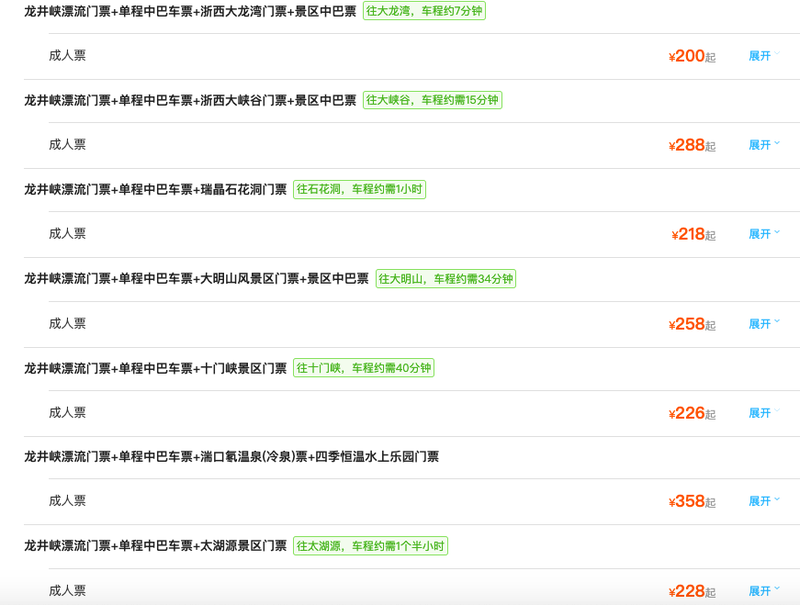 龙井峡漂流门票+单程中巴车票+浙西大龙湾门票+景区中巴票 往大龙湾，车程约7分钟
成人票 ¥200起 展开
龙井峡漂流门票+单程中巴车票+浙西大峡谷门票+景区中巴票 往大峡谷，车程约需15分钟
成人票 ¥288起 展开
龙井峡漂流门票+单程中巴车票+瑞晶石花洞门票 往石花洞，车程约需1小时
成人票 ¥218起 展开
龙井峡漂流门票+单程中巴车票+大明山风景区门票+景区中巴票 往大明山，车程约需34分钟
成人票 ¥258起 展开
龙井峡漂流门票+单程中巴车票+十门峡景区门票 往十门峡，车程约需40分钟
成人票 ¥226起 展开
龙井峡漂流门票+单程中巴车票+湍口氡温泉(冷泉)票+四季恒温水上乐园门票
成人票 ¥358起 展开
龙井峡漂流门票+单程中巴车票+太湖源景区门票 往太湖源，车程约需1个半小时
成人票 ¥228起 展开